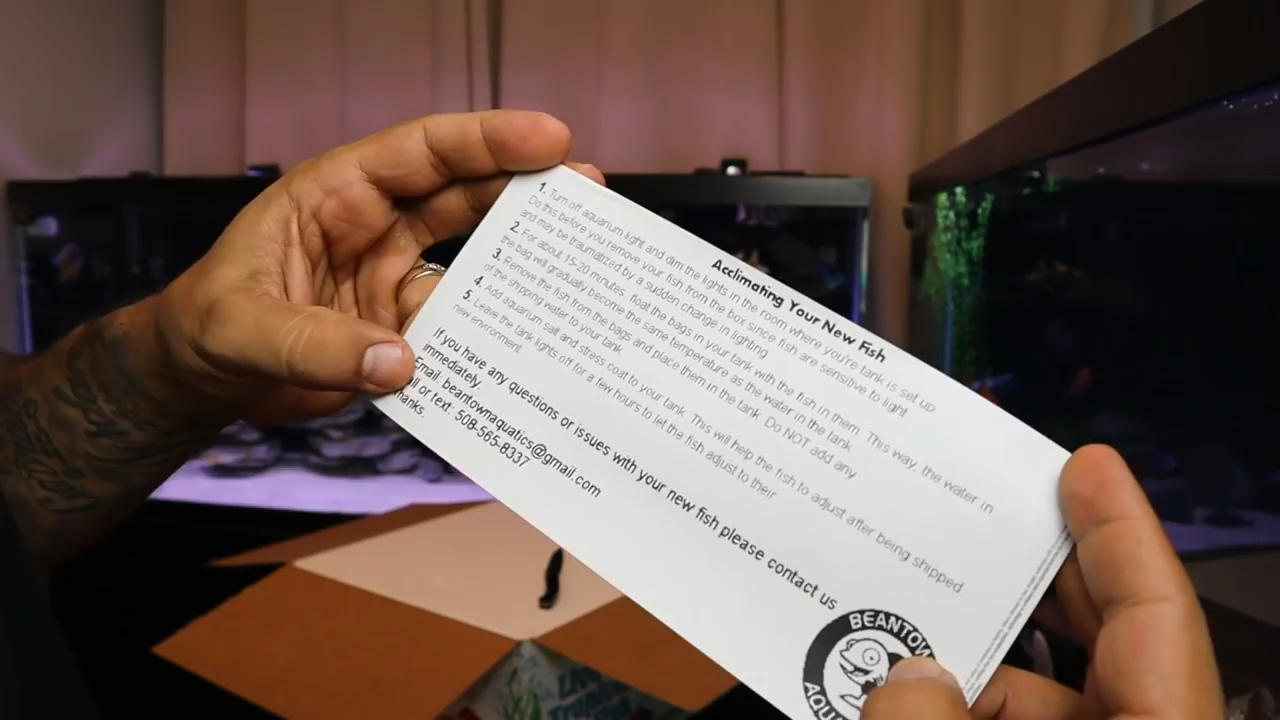 Acclimating Your New Fish
1. Turn off aquarium light and dim the lights in the room where you're tank is set up
Do this before you remove your fish from the box since fish are sensitive to light
and may be traumatized by a sudden change in lighting
2. For about 15-20 minutes, float the bags in your tank with the fish in them. This way, the water in
the bag will gradually become the same temperature as the water in the tank
3. Remove the fish from the bags and place them in the tank. Do NOT add any
of the shipping water to your tank
4. Add aquarium salt and stress coat to your tank. This will help the fish to adjust after being shipped
5. Leave the tank lights off for a few hours to let the fish adjust to their
new environment
If you have any questions or issues with your new fish please contact us
immediately.
Email: beantownaquatics@gmail.com
all or text: 508-565-8337
hanks.
BEANTOW
AQU